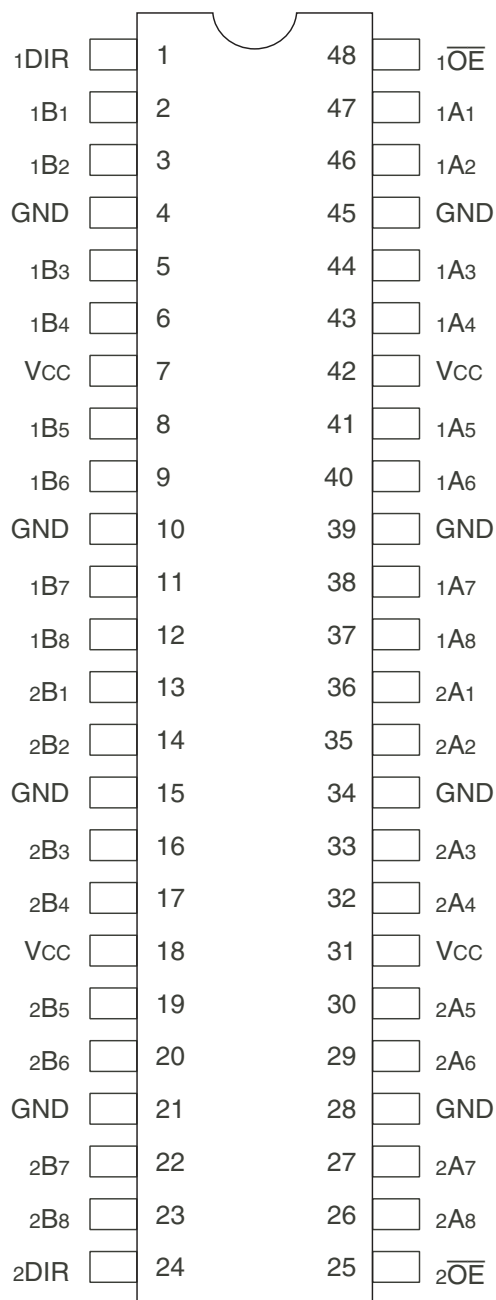 1DIR 1 48 1O̅E̅
1B1 2 47 1A1
1B2 3 46 1A2
GND 4 45 GND
1B3 5 44 1A3
1B4 6 43 1A4
VCC 7 42 VCC
1B5 8 41 1A5
1B6 9 40 1A6
GND 10 39 GND
1B7 11 38 1A7
1B8 12 37 1A8
2B1 13 36 2A1
2B2 14 35 2A2
GND 15 34 GND
2B3 16 33 2A3
2B4 17 32 2A4
VCC 18 31 VCC
2B5 19 30 2A5
2B6 20 29 2A6
GND 21 28 GND
2B7 22 27 2A7
2B8 23 26 2A8
2DIR 24 25 2O̅E̅